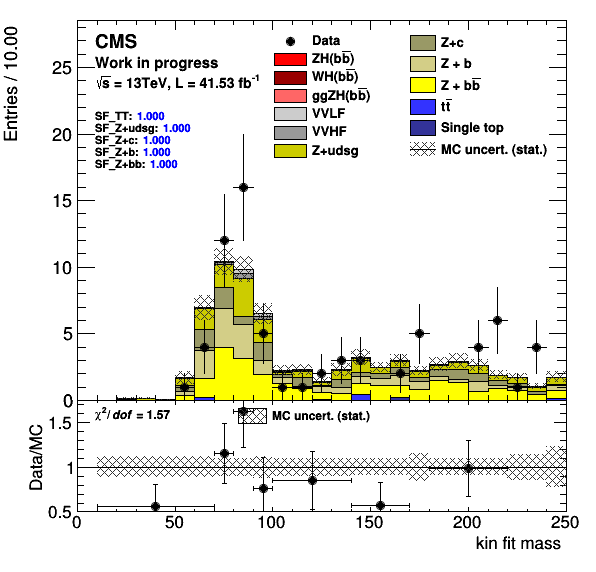 CMS
Work in progress
√s = 13TeV, L = 41.53 fb⁻¹
SF_TT: 1.000
SF_Z+udsg: 1.000
SF_Z+c: 1.000
SF_Z+b: 1.000
SF_Z+bb: 1.000
Data
ZH(bb̅)
WH(bb̅)
ggZH(bb̅)
VVLF
VVHF
Z+udsg
Z+c
Z + b
Z + bb̅
tt̅
Single top
MC uncert. (stat.)
Entries / 10.00
25
20
15
10
5
0
χ²/dof = 1.57
MC uncert. (stat.)
Data/MC
1.5
1
0.5
0 50 100 150 200 250
kin fit mass